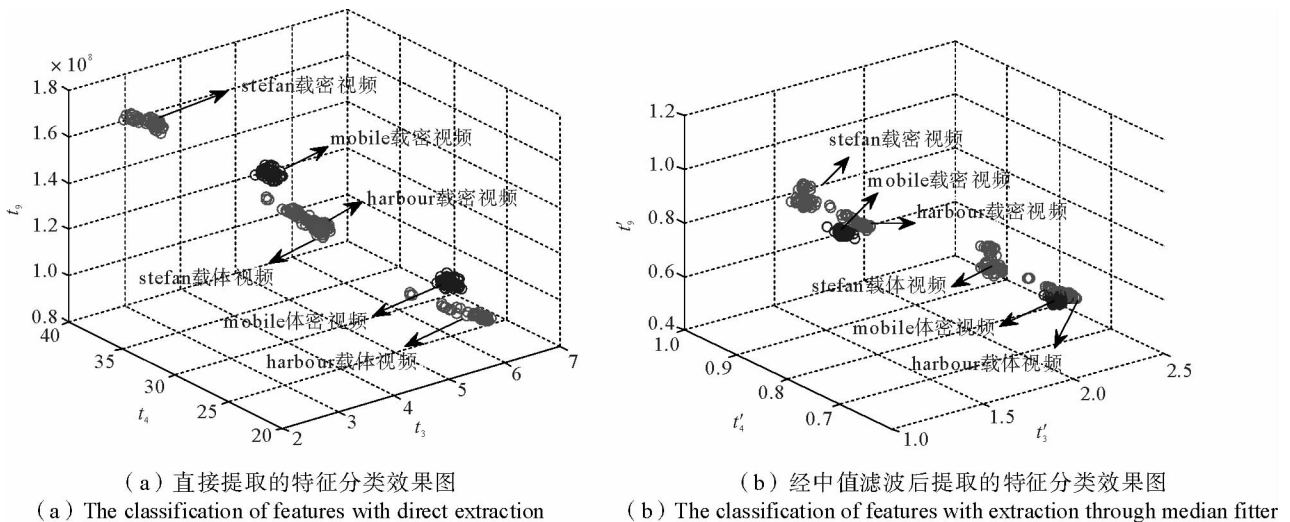 × 10⁸
1.8
1.6
1.4
1.2
1.0
0.8
t₉
40
35
30
25
20
t₄
2
3
4
5
6
7
t₃
stefan载密视频
mobile载密视频
harbour载密视频
stefan载体视频
mobile体密视频
harbour载体视频
(a)直接提取的特征分类效果图
(a) The classification of features with direct extraction
1.2
1.0
0.8
0.6
0.4
t′₉
1.0
0.9
0.8
0.7
t′₄
1.0
1.5
2.0
2.5
t′₃
stefan载密视频
mobile载密视频
harbour载密视频
stefan载体视频
mobile体密视频
harbour载体视频
(b)经中值滤波后提取的特征分类效果图
(b) The classification of features with extraction through median fitter